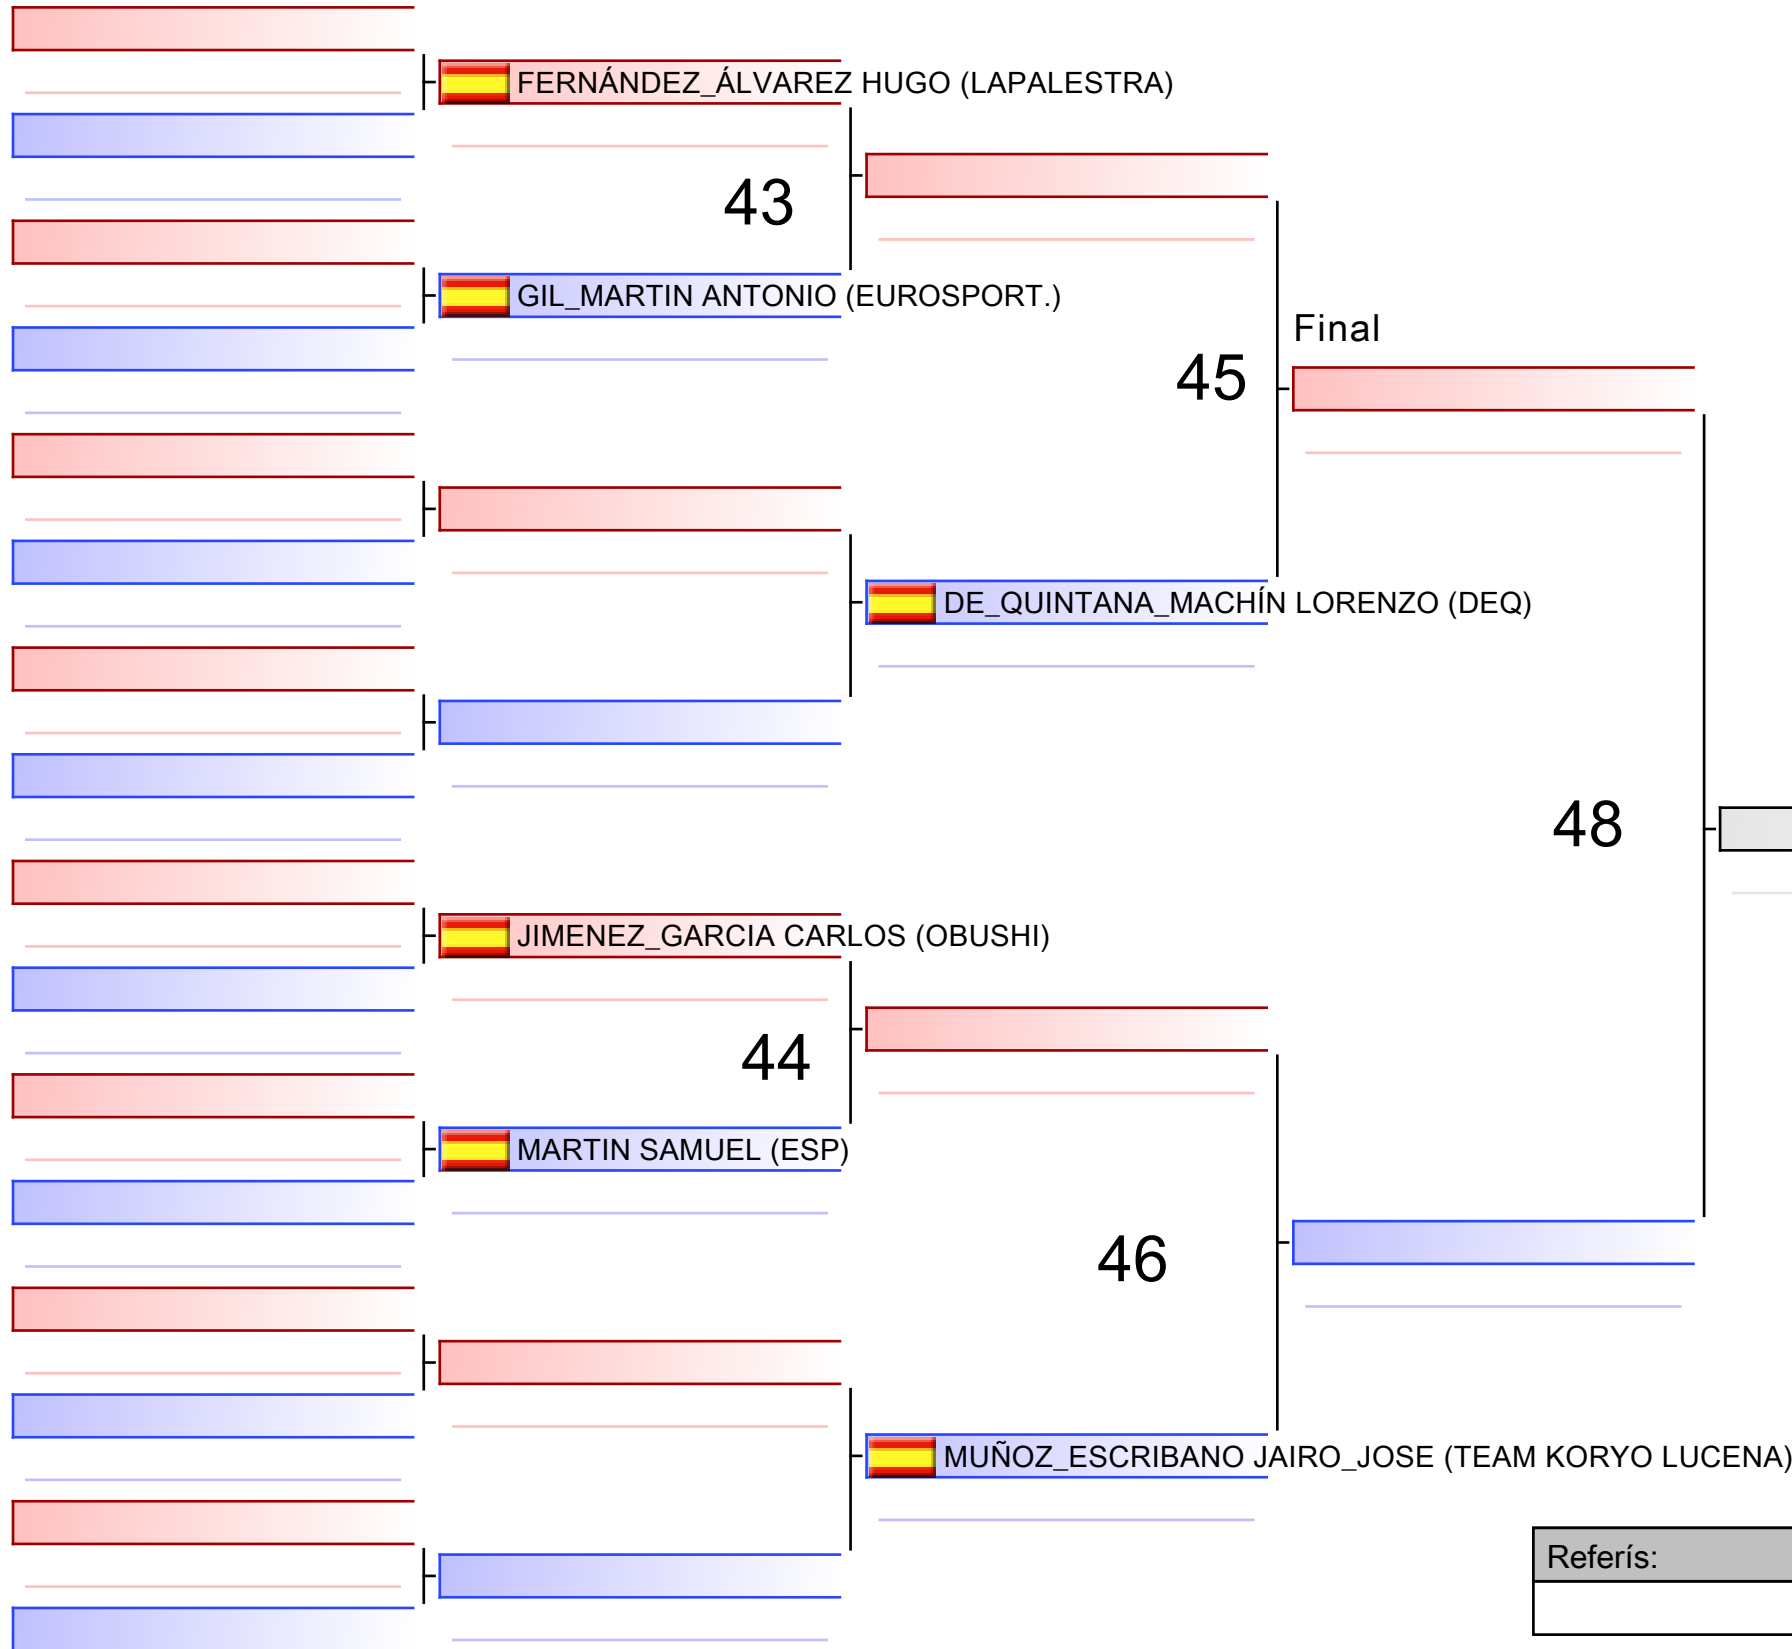 FERNÁNDEZ_ÁLVAREZ HUGO (LAPALESTRA)
43
GIL_MARTIN ANTONIO (EUROSPORT.)
Final
45
DE_QUINTANA_MACHÍN LORENZO (DEQ)
48
JIMENEZ_GARCIA CARLOS (OBUSHI)
44
MARTIN SAMUEL (ESP)
46
MUÑOZ_ESCRIBANO JAIRO_JOSE (TEAM KORYO LUCENA)
Referís: